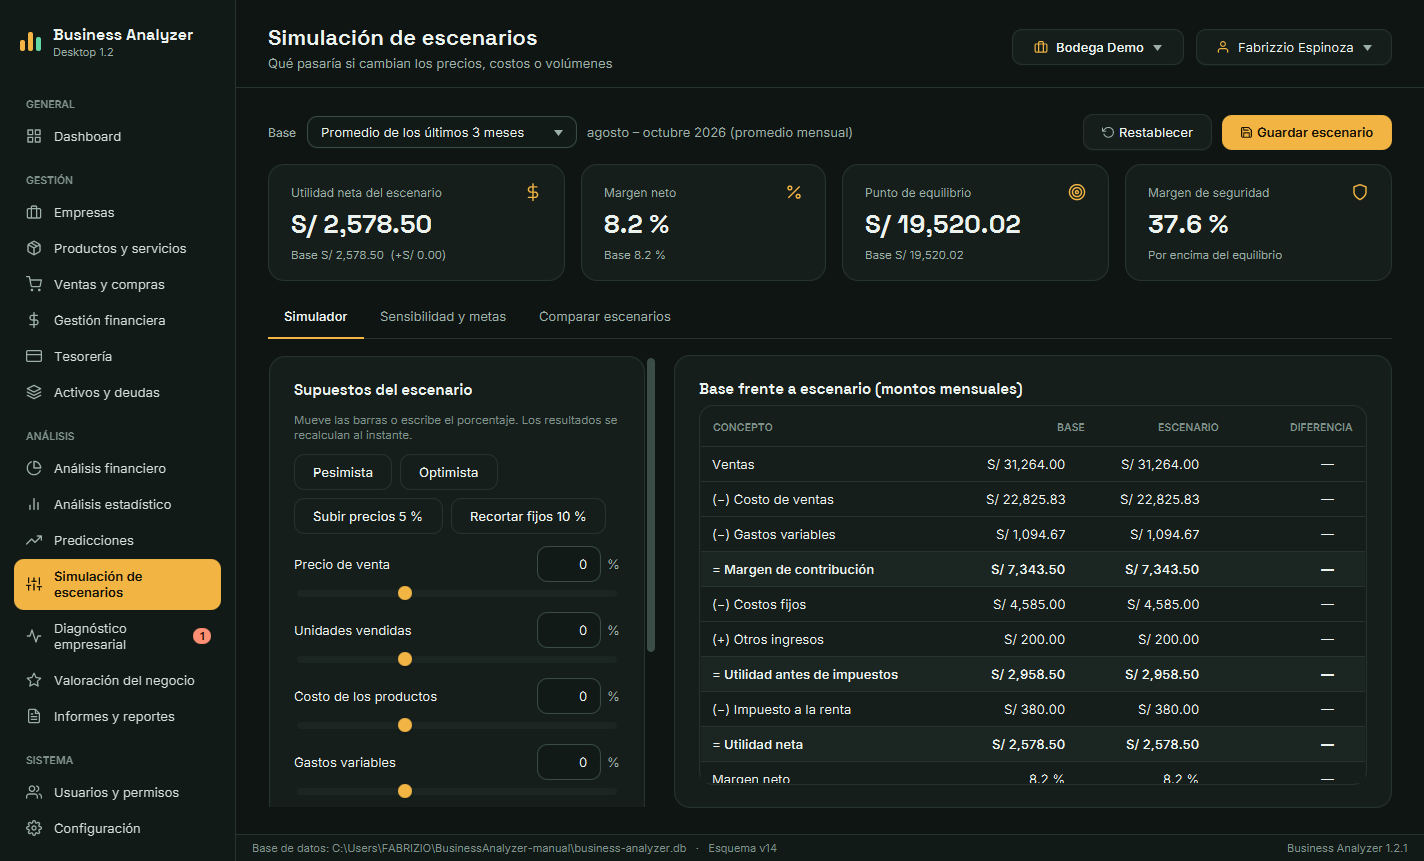 Business Analyzer
Desktop 1.2
GENERAL
Dashboard
GESTIÓN
Empresas
Productos y servicios
Ventas y compras
Gestión financiera
Tesorería
Activos y deudas
ANÁLISIS
Análisis financiero
Análisis estadístico
Predicciones
Simulación de
escenarios
Diagnóstico
empresarial
1
Valoración del negocio
Informes y reportes
SISTEMA
Usuarios y permisos
Configuración
Simulación de escenarios
Qué pasaría si cambian los precios, costos o volúmenes
Bodega Demo
Fabrizzio Espinoza
Base Promedio de los últimos 3 meses agosto – octubre 2026 (promedio mensual)
Restablecer
Guardar escenario
Utilidad neta del escenario
S/ 2,578.50
Base S/ 2,578.50 (+S/ 0.00)
Margen neto
8.2 %
Base 8.2 %
Punto de equilibrio
S/ 19,520.02
Base S/ 19,520.02
Margen de seguridad
37.6 %
Por encima del equilibrio
Simulador Sensibilidad y metas Comparar escenarios
Supuestos del escenario
Mueve las barras o escribe el porcentaje. Los resultados se
recalculan al instante.
Pesimista Optimista
Subir precios 5 % Recortar fijos 10 %
Precio de venta 0 %
Unidades vendidas 0 %
Costo de los productos 0 %
Gastos variables 0 %
Base frente a escenario (montos mensuales)
CONCEPTO BASE ESCENARIO DIFERENCIA
Ventas S/ 31,264.00 S/ 31,264.00 —
(−) Costo de ventas S/ 22,825.83 S/ 22,825.83 —
(−) Gastos variables S/ 1,094.67 S/ 1,094.67 —
= Margen de contribución S/ 7,343.50 S/ 7,343.50 —
(−) Costos fijos S/ 4,585.00 S/ 4,585.00 —
(+) Otros ingresos S/ 200.00 S/ 200.00 —
= Utilidad antes de impuestos S/ 2,958.50 S/ 2,958.50 —
(−) Impuesto a la renta S/ 380.00 S/ 380.00 —
= Utilidad neta S/ 2,578.50 S/ 2,578.50 —
Margen neto 8.2 % 8.2 % —
Base de datos: C:\Users\FABRIZIO\BusinessAnalyzer-manual\business-analyzer.db · Esquema v14
Business Analyzer 1.2.1